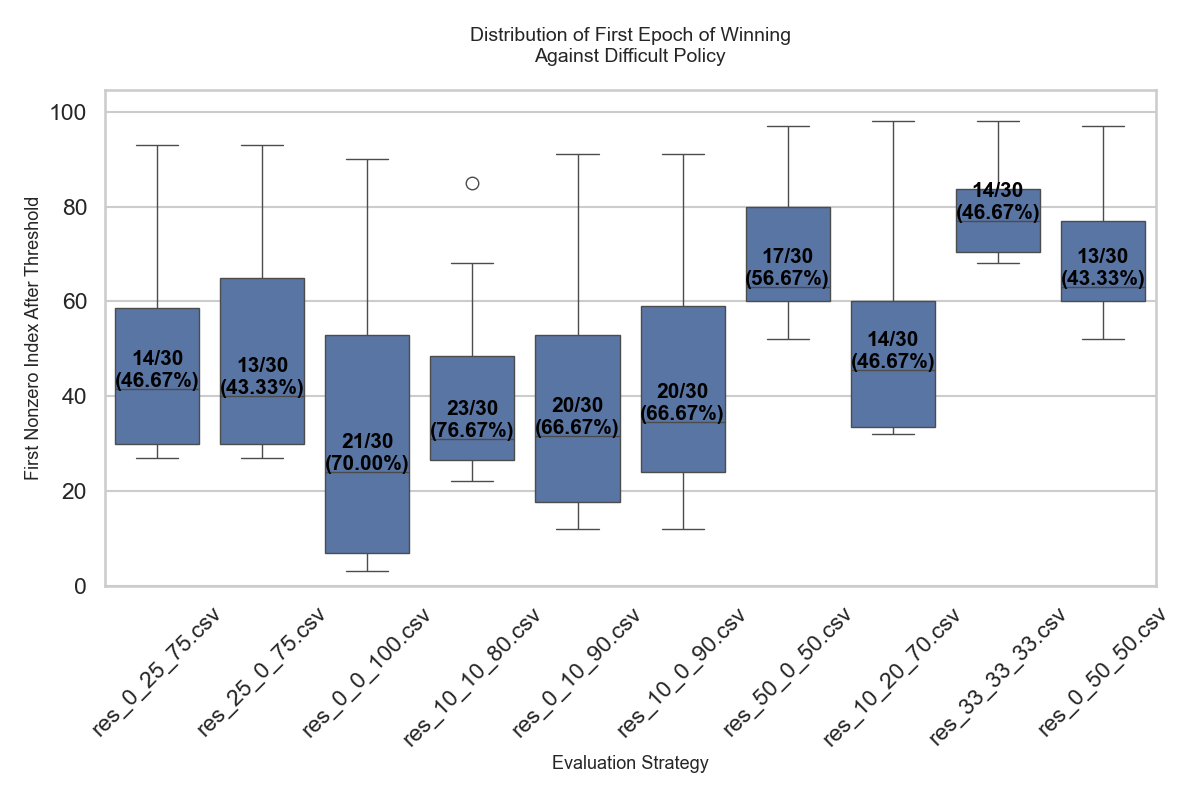 Distribution of First Epoch of Winning
Against Difficult Policy
First Nonzero Index After Threshold
100
80
60
40
20
0
14/30
(46.67%)
13/30
(43.33%)
21/30
(70.00%)
23/30
(76.67%)
20/30
(66.67%)
20/30
(66.67%)
17/30
(56.67%)
14/30
(46.67%)
14/30
(46.67%)
13/30
(43.33%)
res_0_25_75.csv
res_25_0_75.csv
res_0_0_100.csv
res_10_10_80.csv
res_0_10_90.csv
res_10_0_90.csv
res_50_0_50.csv
res_10_20_70.csv
res_33_33_33.csv
res_0_50_50.csv
Evaluation Strategy